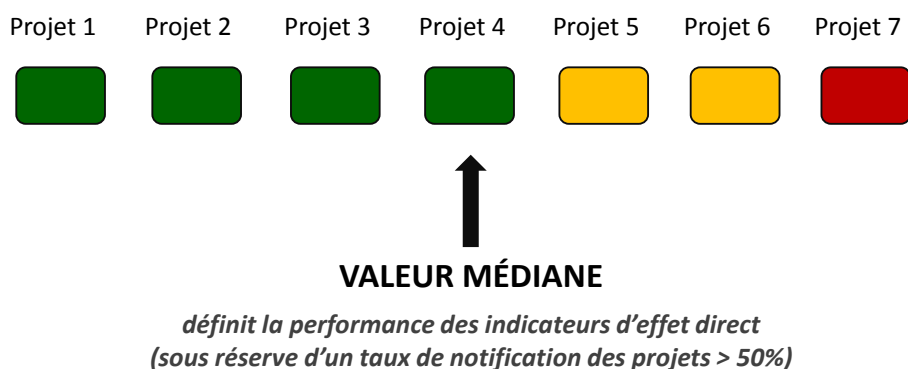 Projet 1 Projet 2 Projet 3 Projet 4 Projet 5 Projet 6 Projet 7
VALEUR MÉDIANE
définit la performance des indicateurs d’effet direct
(sous réserve d’un taux de notification des projets > 50%)